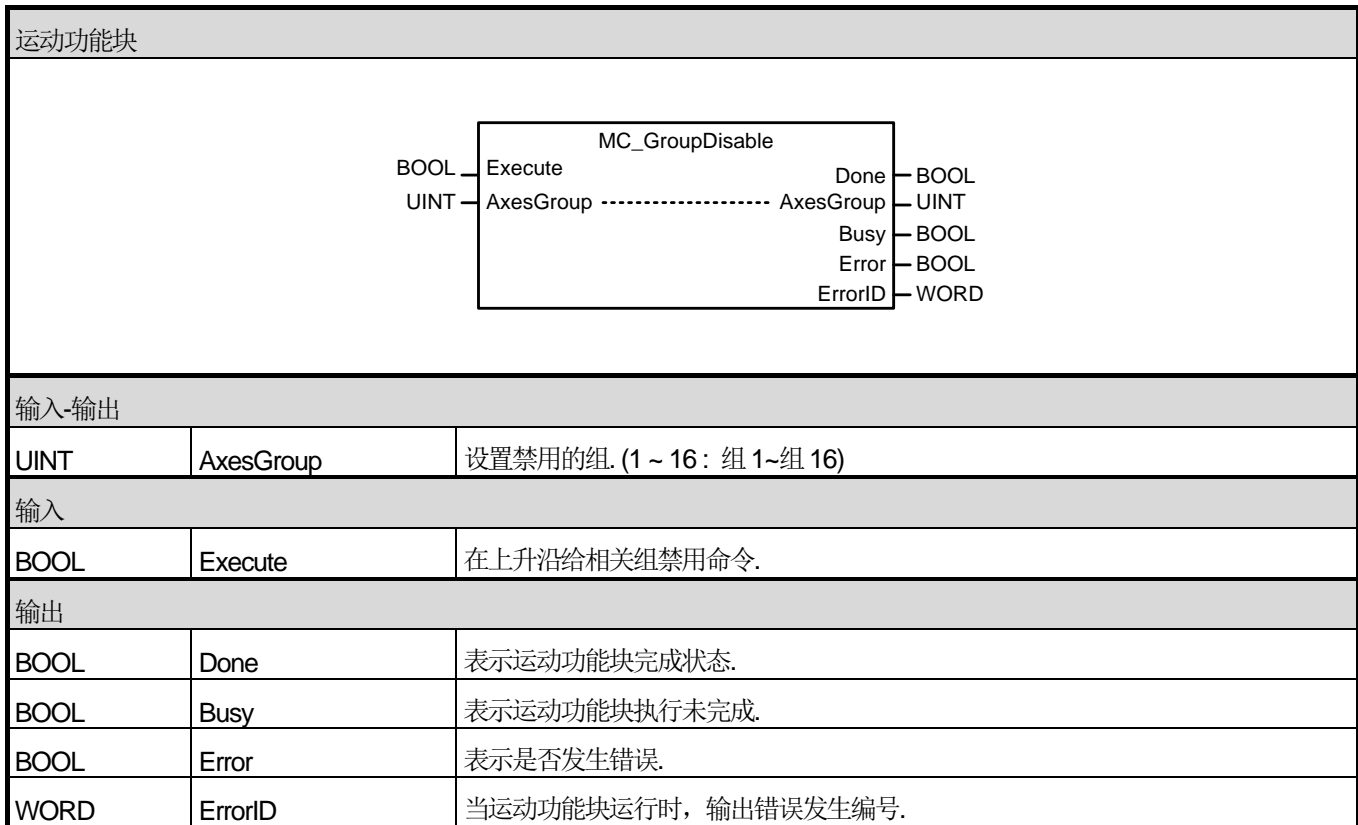 运动功能块
MC_GroupDisable
BOOL Execute Done BOOL
UINT AxesGroup AxesGroup UINT
Busy BOOL
Error BOOL
ErrorID WORD
输入-输出
UINT AxesGroup 设置禁用的组. (1 ~ 16 : 组 1~组 16)
输入
BOOL Execute 在上升沿给相关组禁用命令.
输出
BOOL Done 表示运动功能块完成状态.
BOOL Busy 表示运动功能块执行未完成.
BOOL Error 表示是否发生错误.
WORD ErrorID 当运动功能块运行时，输出错误发生编号.